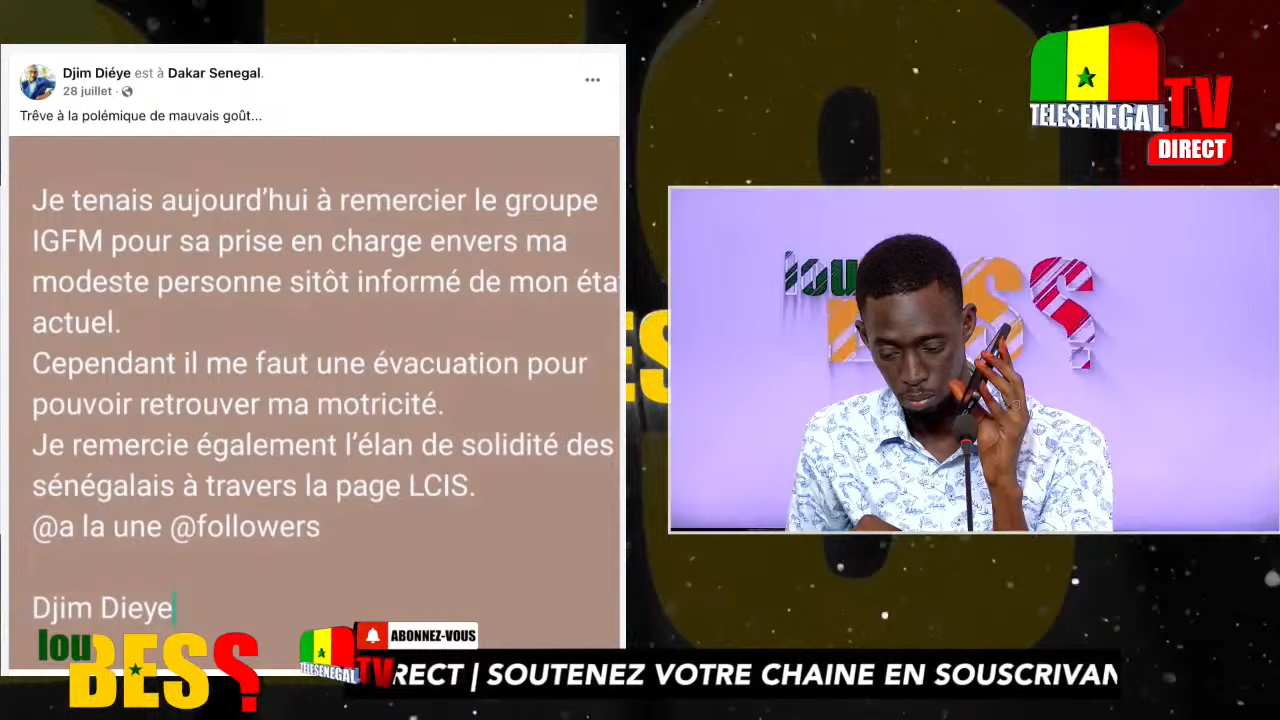 Djim Diéye est à Dakar Senegal.
28 juillet
Trêve à la polémique de mauvais goût...
Je tenais aujourd'hui à remercier le groupe
IGFM pour sa prise en charge envers ma
modeste personne sitôt informé de mon éta
actuel.
Cependant il me faut une évacuation pour
pouvoir retrouver ma motricité.
Je remercie également l'élan de solidité des
sénégalais à travers la page LCIS.
@a la une @followers
Djim Dieye
TELESENEGAL TV
DIRECT
lou
BES?
lou
BES?
TELESENEGAL TV
ABONNEZ-VOUS
RECT | SOUTENEZ VOTRE CHAINE EN SOUSCRIVAN